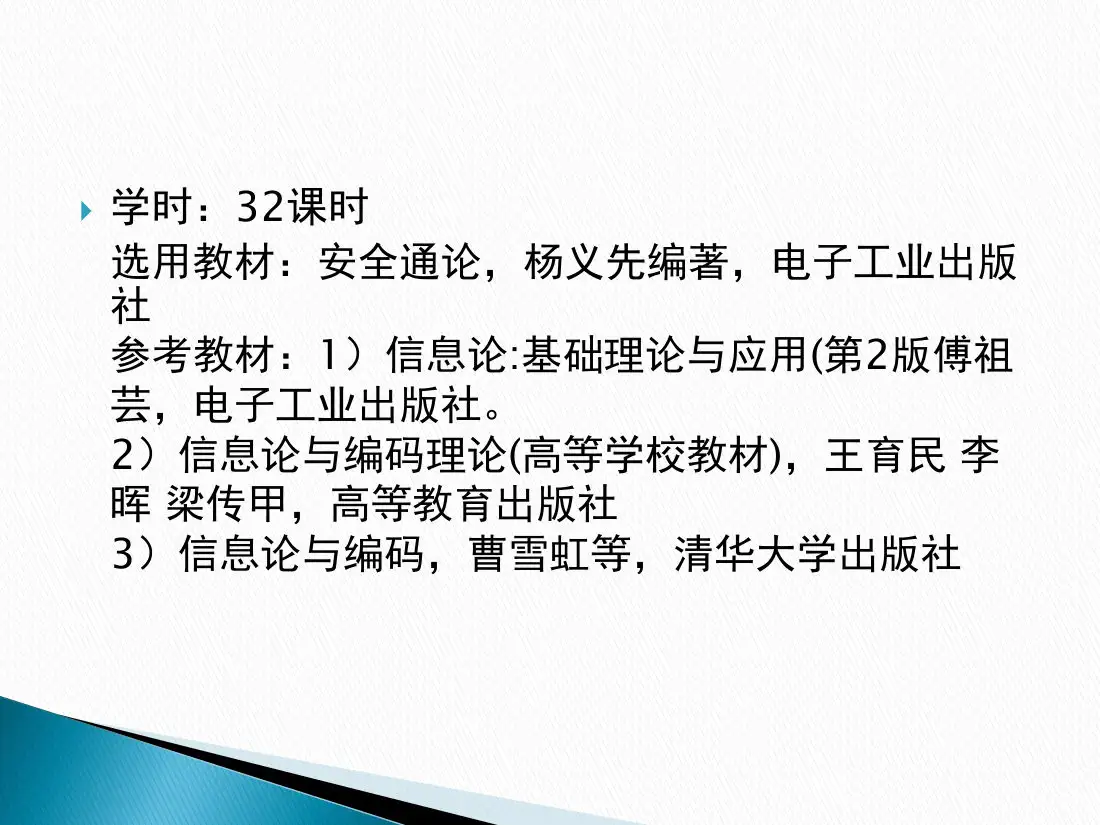 学时：32课时
选用教材：安全通论，杨义先编著，电子工业出版
社
参考教材：1）信息论:基础理论与应用(第2版傅祖
芸，电子工业出版社。
2）信息论与编码理论(高等学校教材)，王育民 李
晖 梁传甲，高等教育出版社
3）信息论与编码，曹雪虹等，清华大学出版社